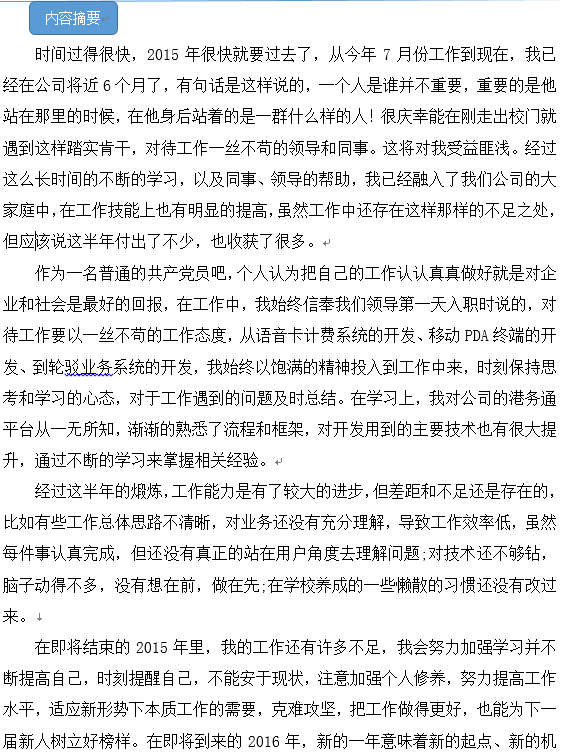 内容摘要
时间过得很快，2015 年很快就要过去了，从今年 7 月份工作到现在，我已
经在公司将近 6 个月了，有句话是这样说的，一个人是谁并不重要，重要的是他
站在那里的时候，在他身后站着的是一群什么样的人！很庆幸能在刚走出校门就
遇到这样踏实肯干，对待工作一丝不苟的领导和同事。这将对我受益匪浅。经过
这么长时间的不断的学习，以及同事、领导的帮助，我已经融入了我们公司的大
家庭中，在工作技能上也有明显的提高，虽然工作中还存在这样那样的不足之处，
但应该说这半年付出了不少，也收获了很多。
作为一名普通的共产党员吧，个人认为把自己的工作认认真真做好就是对企
业和社会是最好的回报，在工作中，我始终信奉我们领导第一天入职时说的，对
待工作要以一丝不苟的工作态度，从语音卡计费系统的开发、移动 PDA 终端的开
发、到轮驳业务系统的开发，我始终以饱满的精神投入到工作中来，时刻保持思
考和学习的心态，对于工作遇到的问题及时总结。在学习上，我对公司的港务通
平台从一无所知，渐渐的熟悉了流程和框架，对开发用到的主要技术也有很大提
升，通过不断的学习来掌握相关经验。
经过这半年的煅炼，工作能力是有了较大的进步，但差距和不足还是存在的，
比如有些工作总体思路不清晰，对业务还没有充分理解，导致工作效率低，虽然
每件事认真完成，但还没有真正的站在用户角度去理解问题;对技术还不够钻，
脑子动得不多，没有想在前，做在先;在学校养成的一些懒散的习惯还没有改过
来。
在即将结束的 2015 年里，我的工作还有许多不足，我会努力加强学习并不
断提高自己，时刻提醒自己，不能安于现状，注意加强个人修养，努力提高工作
水平，适应新形势下本质工作的需要，克难攻坚，把工作做得更好，也能为下一
届新人树立好榜样。在即将到来的 2016 年，新的一年意味着新的起点、新的机